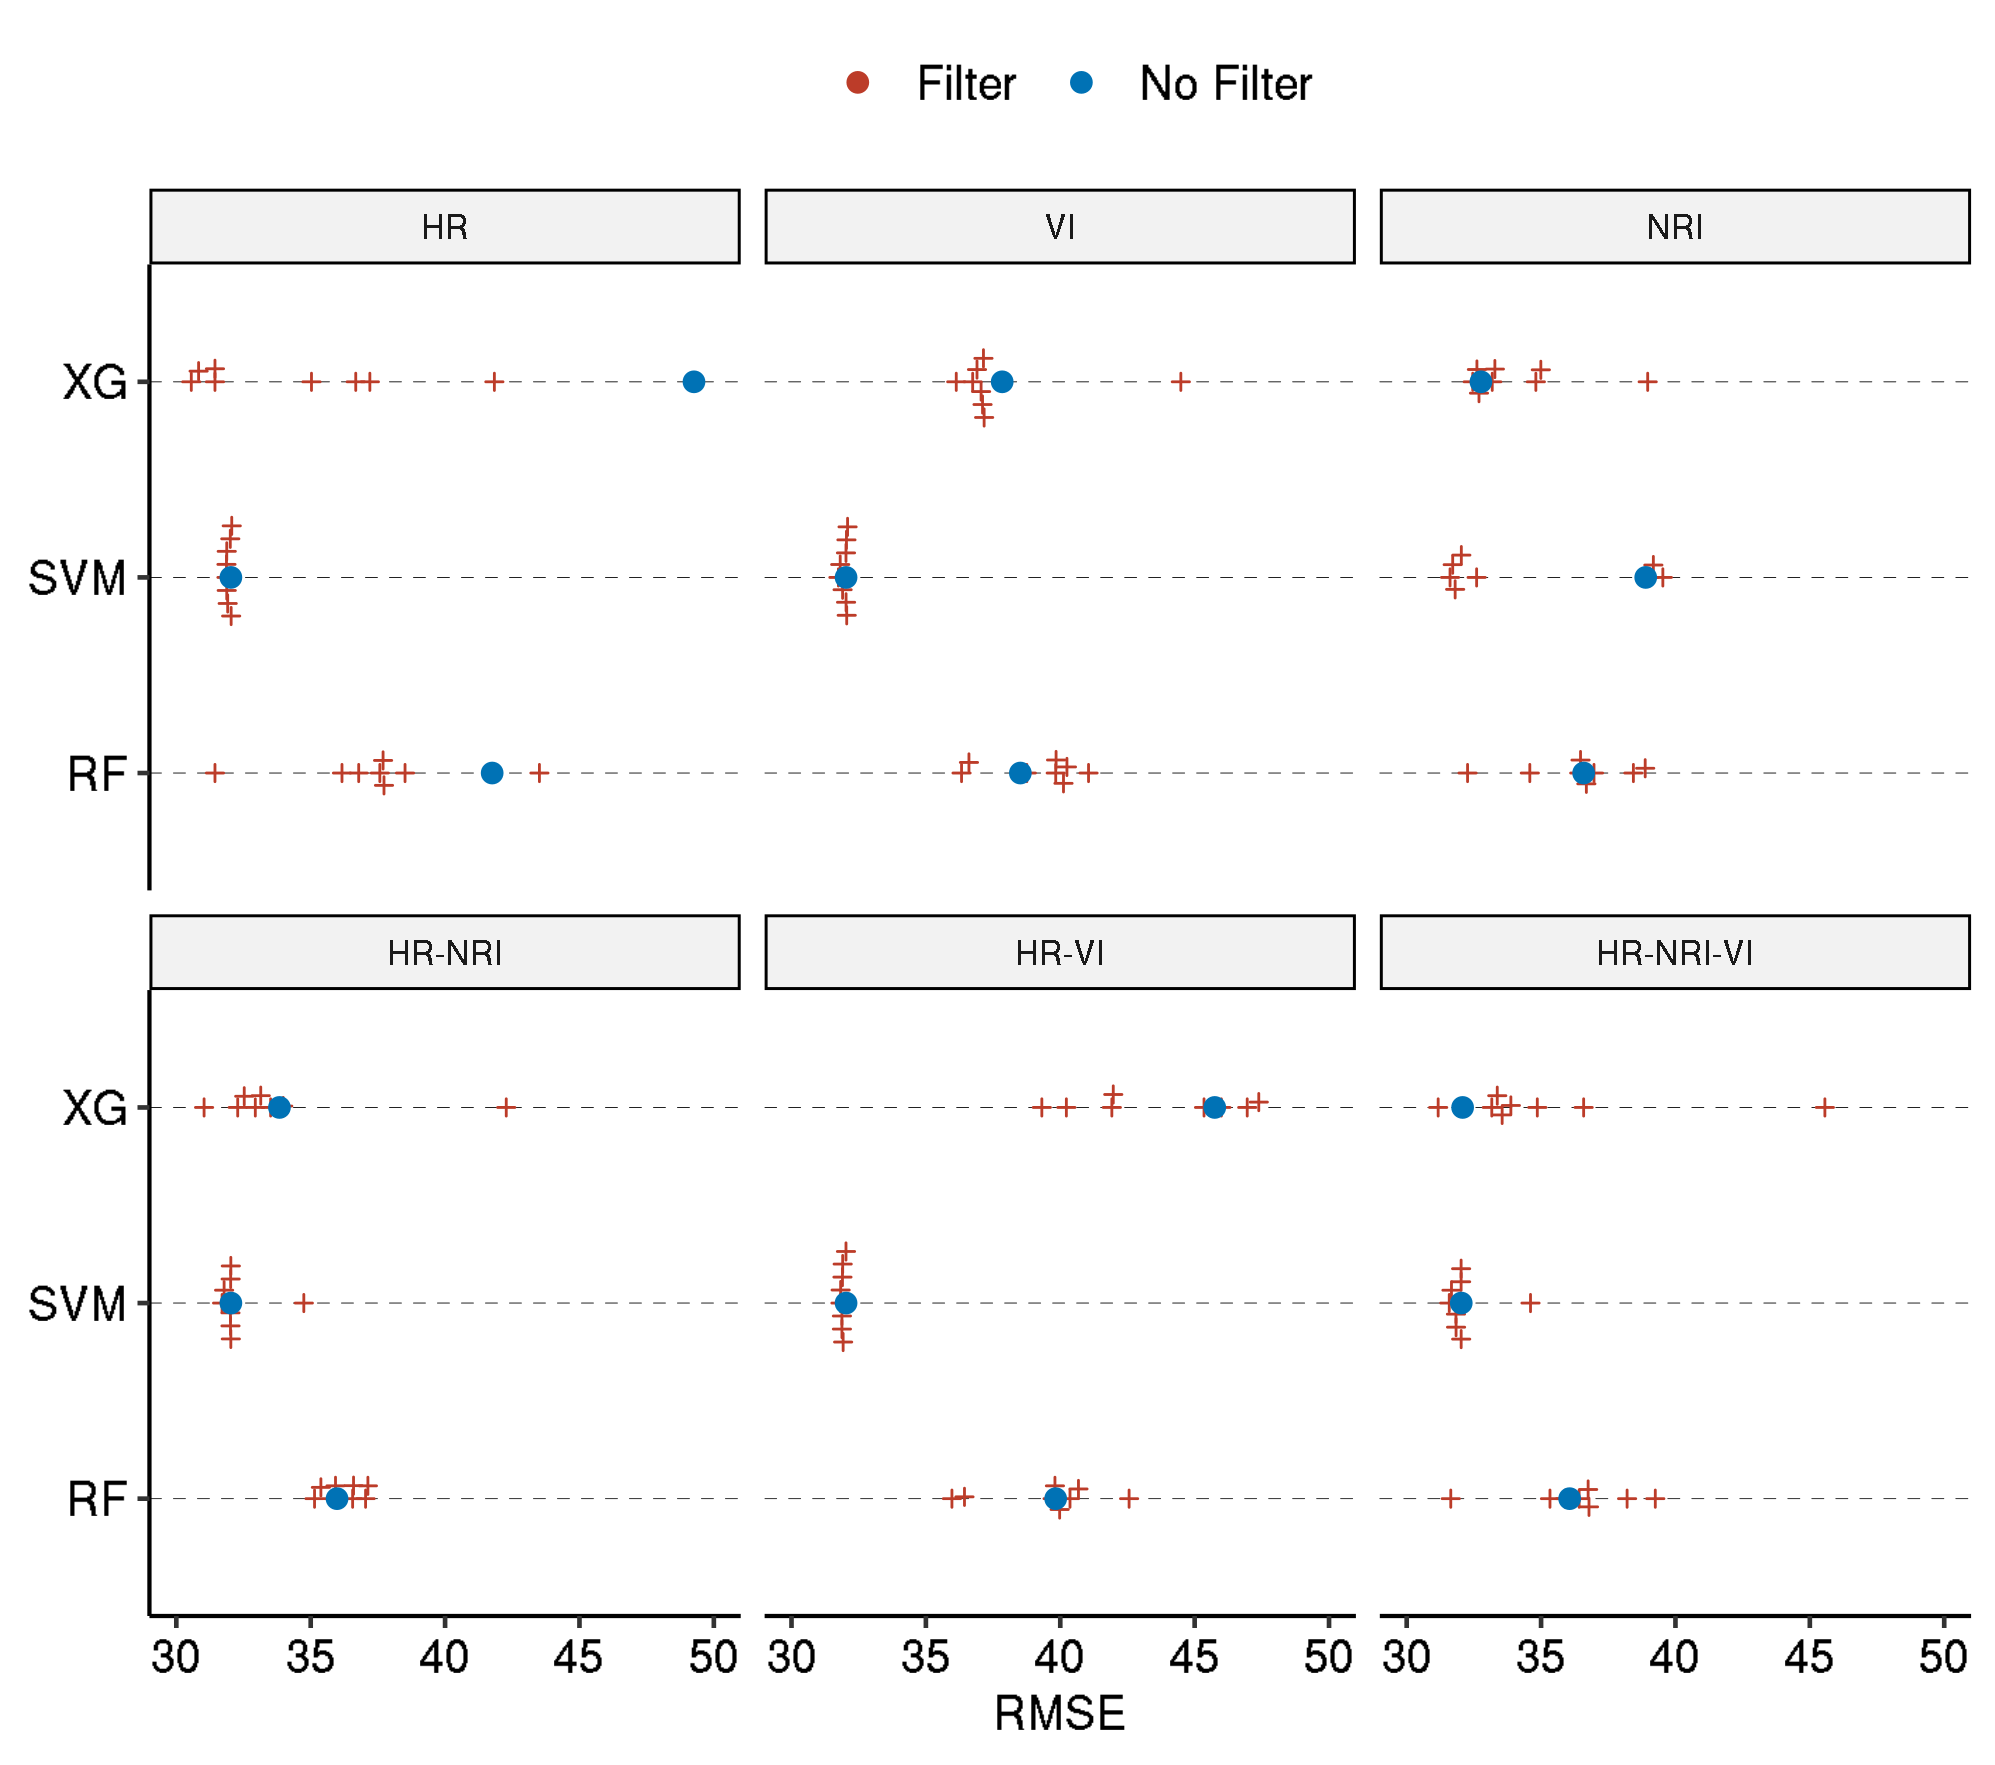 Filter No Filter
HR VI NRI
XG
SVM
RF
HR-NRI HR-VI HR-NRI-VI
XG
SVM
RF
30 35 40 45 50 30 35 40 45 50 30 35 40 45 50
RMSE